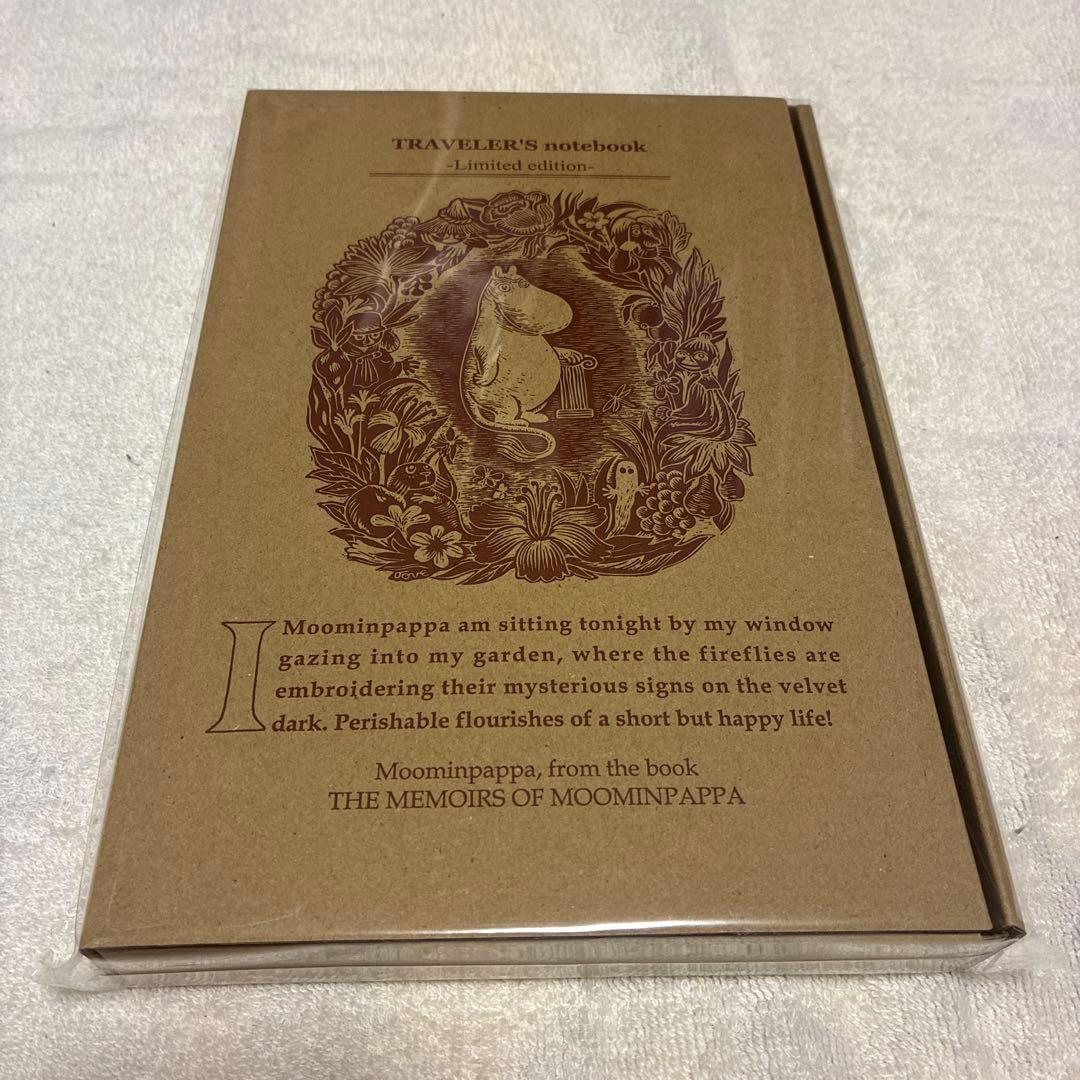 TRAVELER'S notebook
-Limited edition-
I Moominpappa am sitting tonight by my window
gazing into my garden, where the fireflies are
embroidering their mysterious signs on the velvet
dark. Perishable flourishes of a short but happy life!
Moominpappa, from the book
THE MEMOIRS OF MOOMINPAPPA